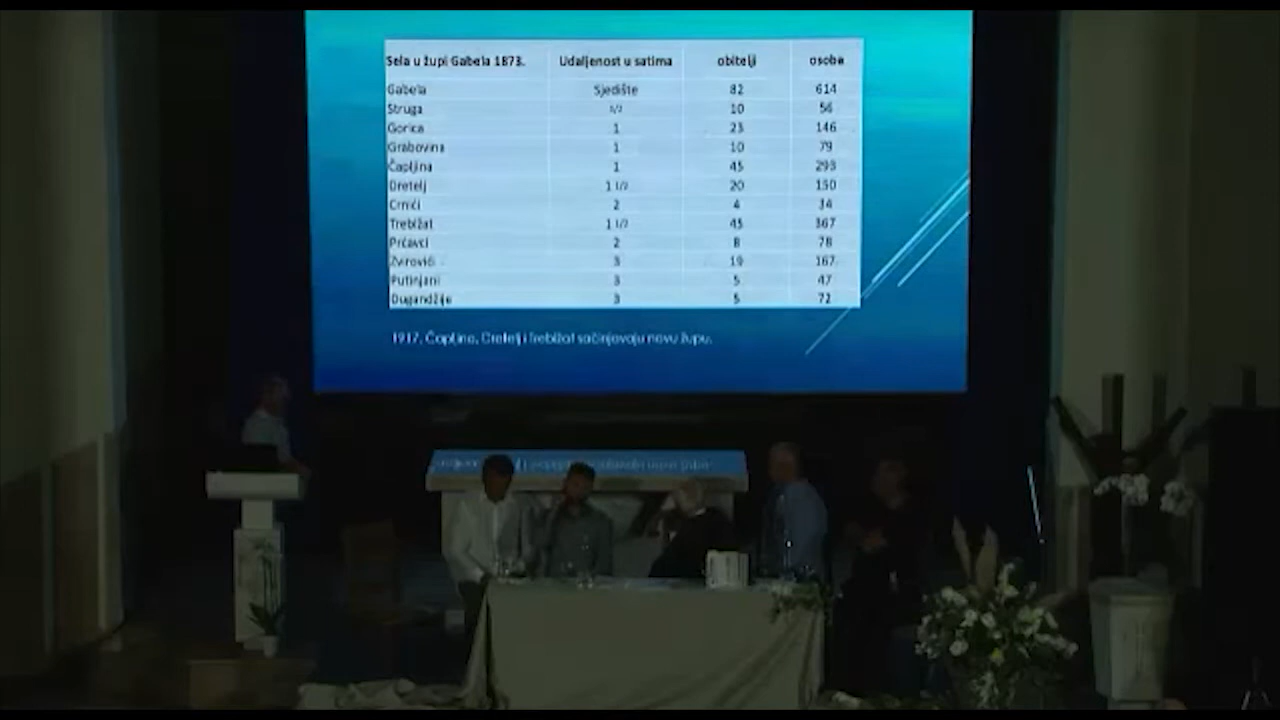 Sela u župi Gabela 1873. Udaljenost u satima obitelji osoba
Gabela Sjedište 82 614
Struga 1/2 10 56
Gorica 1 23 146
Grabovina 1 10 79
Čapljina 1 45 293
Dretelj 1 1/2 20 130
Crnići 2 4 34
Trebižat 1 1/2 45 367
Prćavci 2 8 78
Zvirovići 3 19 167
Putinjani 3 5 47
Dugandžije 3 5 72
1917. Čapljina, Dretelj i Trebižat sačinjavaju novu župu.